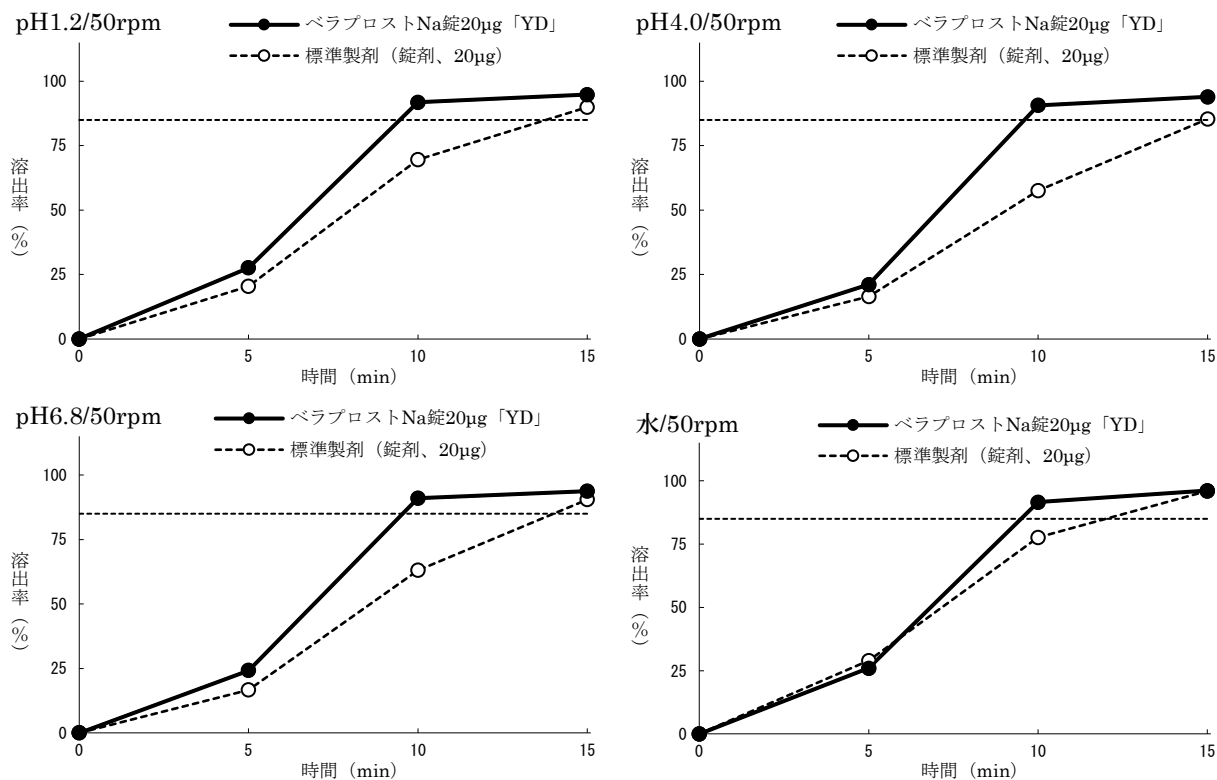 pH1.2/50rpm
ベラプロストNa錠20μg「YD」
標準製剤（錠剤、20μg）
100
75
50
25
0
溶出率（％）
0 5 10 15
時間（min）
pH4.0/50rpm
ベラプロストNa錠20μg「YD」
標準製剤（錠剤、20μg）
100
75
50
25
0
溶出率（％）
0 5 10 15
時間（min）
pH6.8/50rpm
ベラプロストNa錠20μg「YD」
標準製剤（錠剤、20μg）
100
75
50
25
0
溶出率（％）
0 5 10 15
時間（min）
水/50rpm
ベラプロストNa錠20μg「YD」
標準製剤（錠剤、20μg）
100
75
50
25
0
溶出率（％）
0 5 10 15
時間（min）